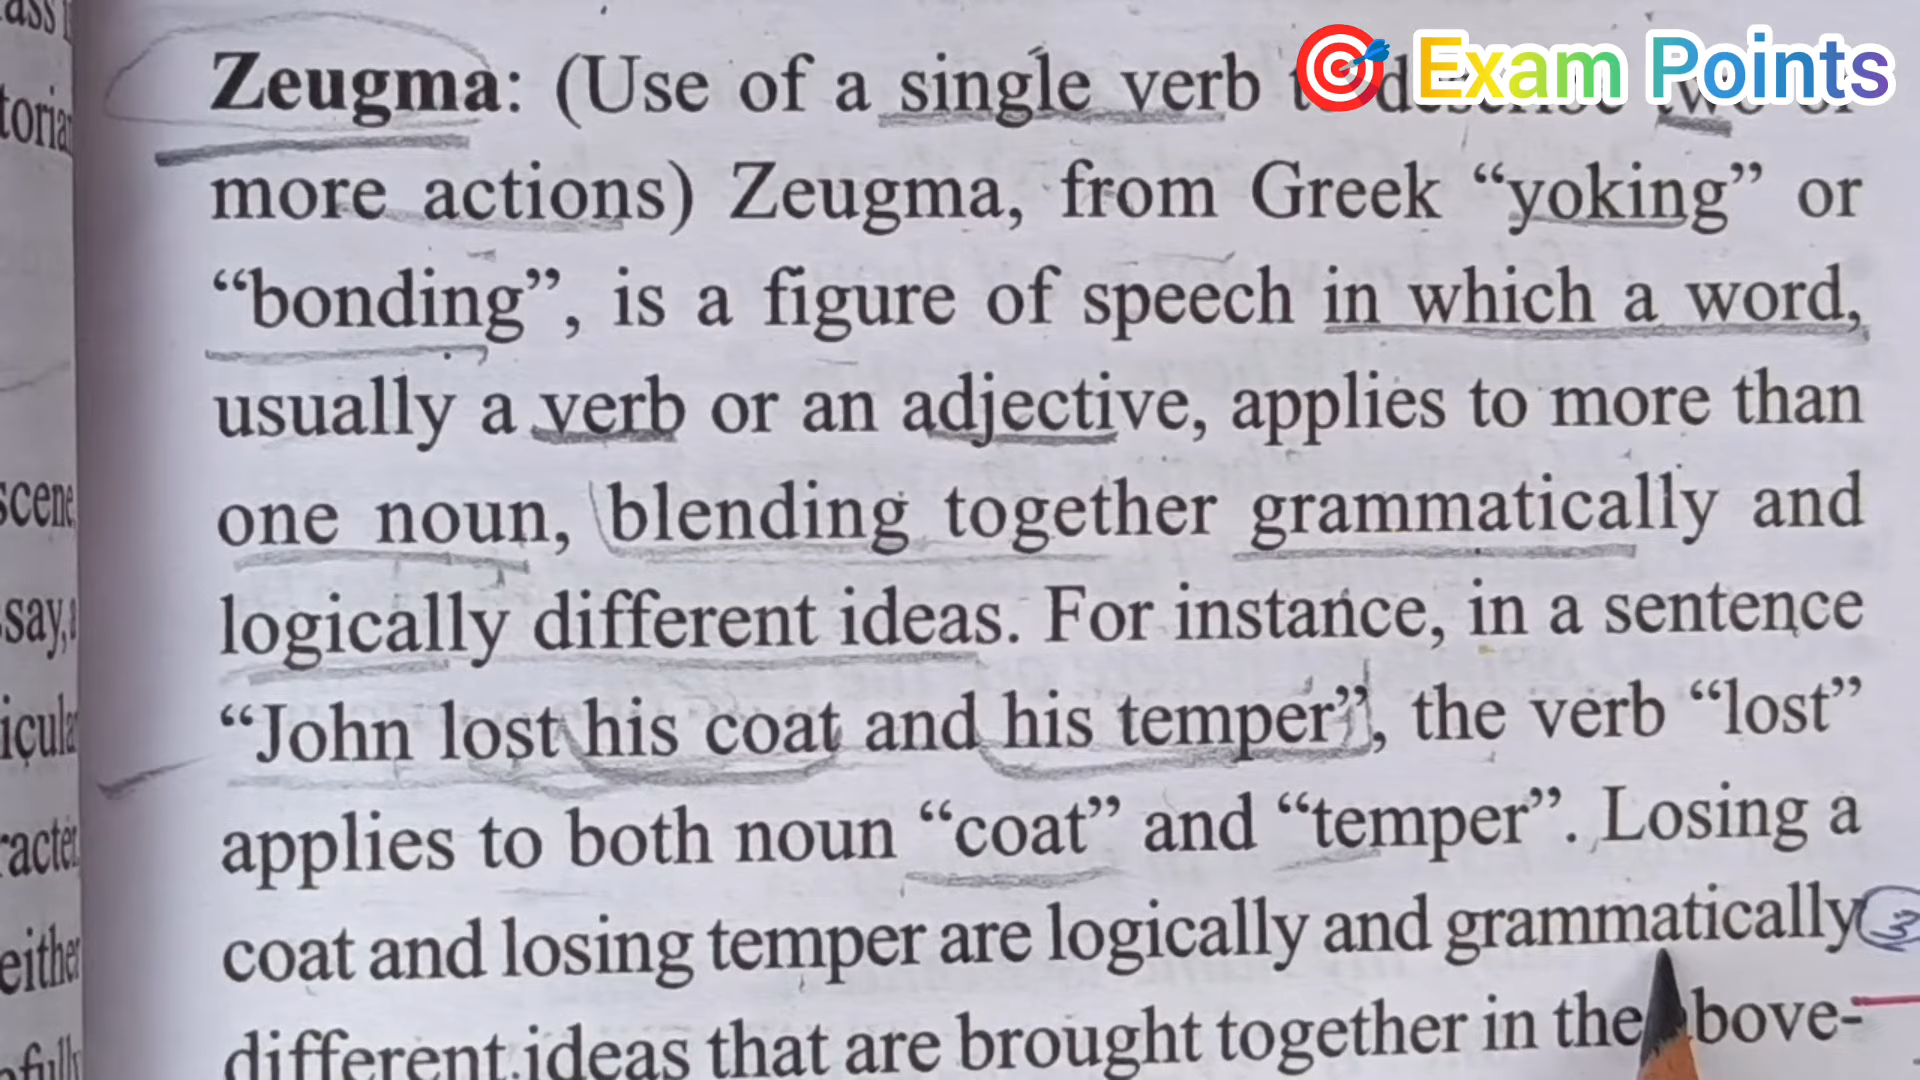 Exam Points
Zeugma: (Use of a single verb
more actions) Zeugma, from Greek “yoking” or
“bonding”, is a figure of speech in which a word,
usually a verb or an adjective, applies to more than
one noun, blending together grammatically and
logically different ideas. For instance, in a sentence
“John lost his coat and his temper”, the verb “lost”
applies to both noun “coat” and “temper”. Losing a
coat and losing temper are logically and grammatically
different ideas that are brought together in the above-
3